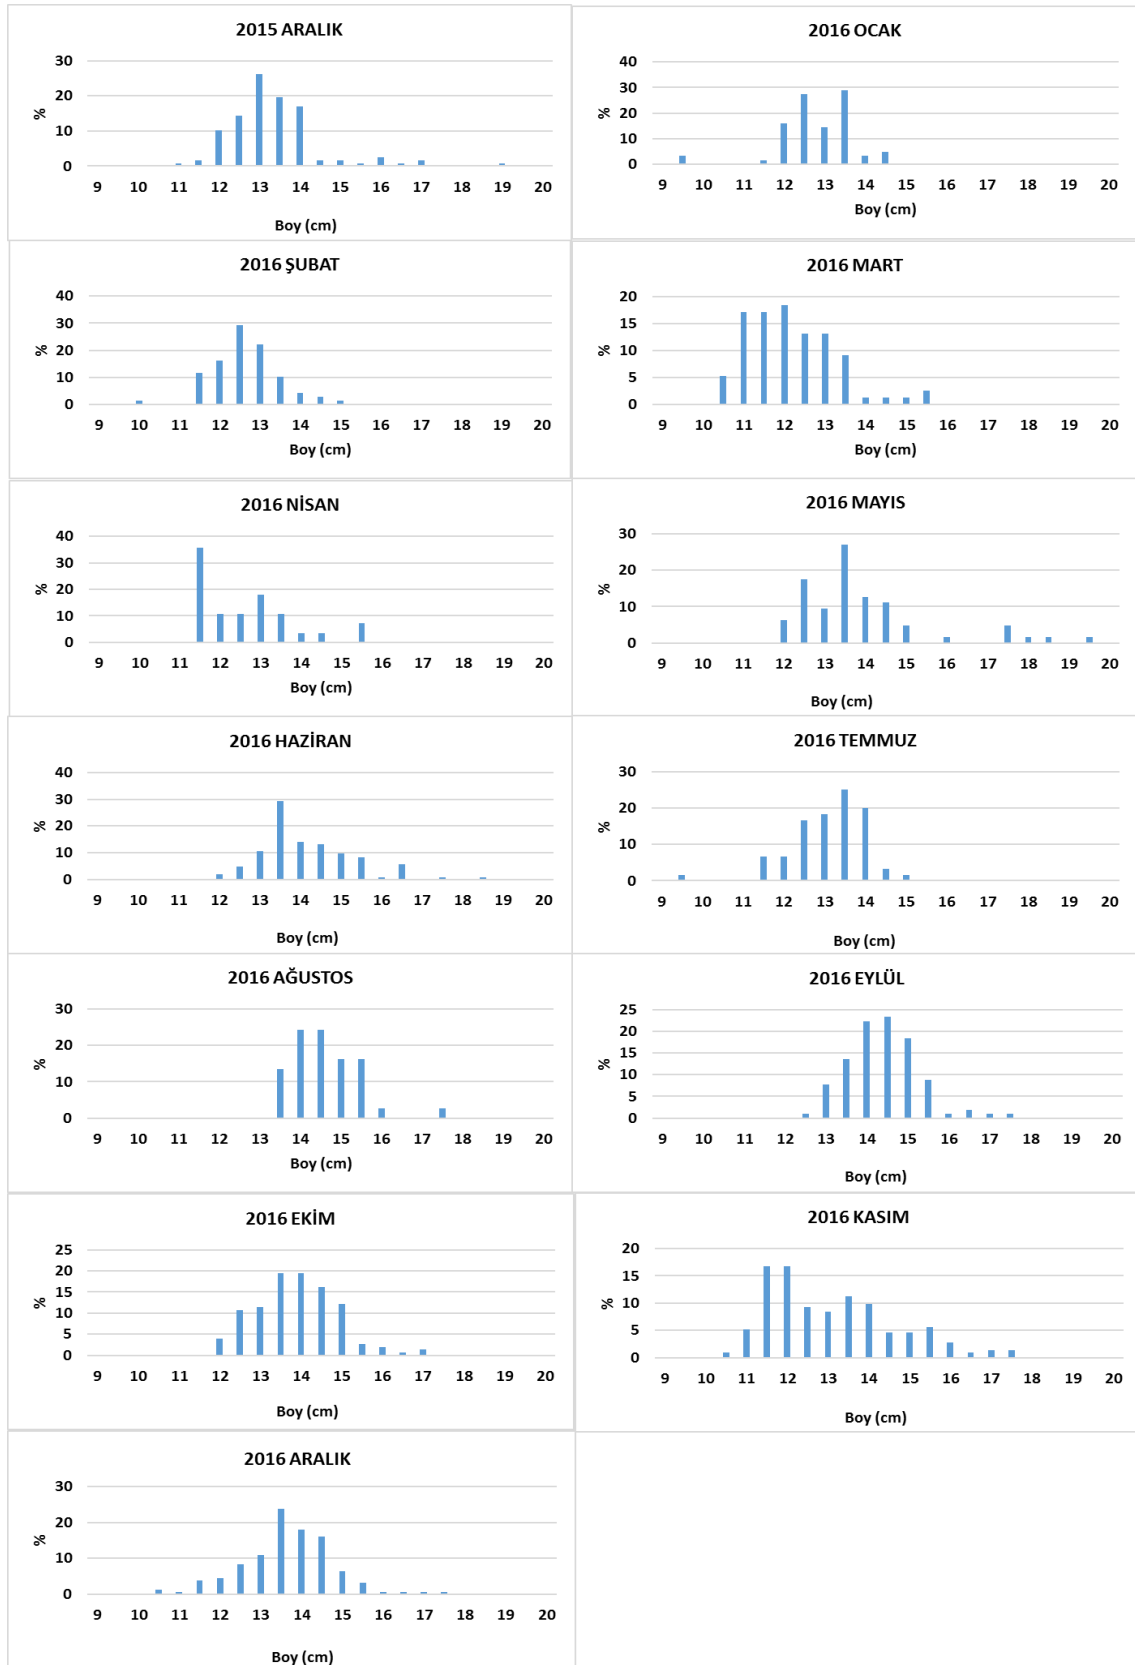 2015 ARALIK
30
20
10
0
%
9 10 11 12 13 14 15 16 17 18 19 20
Boy (cm)
2016 OCAK
40
30
20
10
0
%
9 10 11 12 13 14 15 16 17 18 19 20
Boy (cm)
2016 ŞUBAT
40
30
20
10
0
%
9 10 11 12 13 14 15 16 17 18 19 20
Boy (cm)
2016 MART
20
15
10
5
0
%
9 10 11 12 13 14 15 16 17 18 19 20
Boy (cm)
2016 NİSAN
40
30
20
10
0
%
9 10 11 12 13 14 15 16 17 18 19 20
Boy (cm)
2016 MAYIS
30
20
10
0
%
9 10 11 12 13 14 15 16 17 18 19 20
Boy (cm)
2016 HAZİRAN
40
30
20
10
0
%
9 10 11 12 13 14 15 16 17 18 19 20
Boy (cm)
2016 TEMMUZ
30
20
10
0
%
9 10 11 12 13 14 15 16 17 18 19 20
Boy (cm)
2016 AĞUSTOS
30
20
10
0
%
9 10 11 12 13 14 15 16 17 18 19 20
Boy (cm)
2016 EYLÜL
25
20
15
10
5
0
%
9 10 11 12 13 14 15 16 17 18 19 20
Boy (cm)
2016 EKİM
25
20
15
10
5
0
%
9 10 11 12 13 14 15 16 17 18 19 20
Boy (cm)
2016 KASIM
20
15
10
5
0
%
9 10 11 12 13 14 15 16 17 18 19 20
Boy (cm)
2016 ARALIK
30
20
10
0
%
9 10 11 12 13 14 15 16 17 18 19 20
Boy (cm)